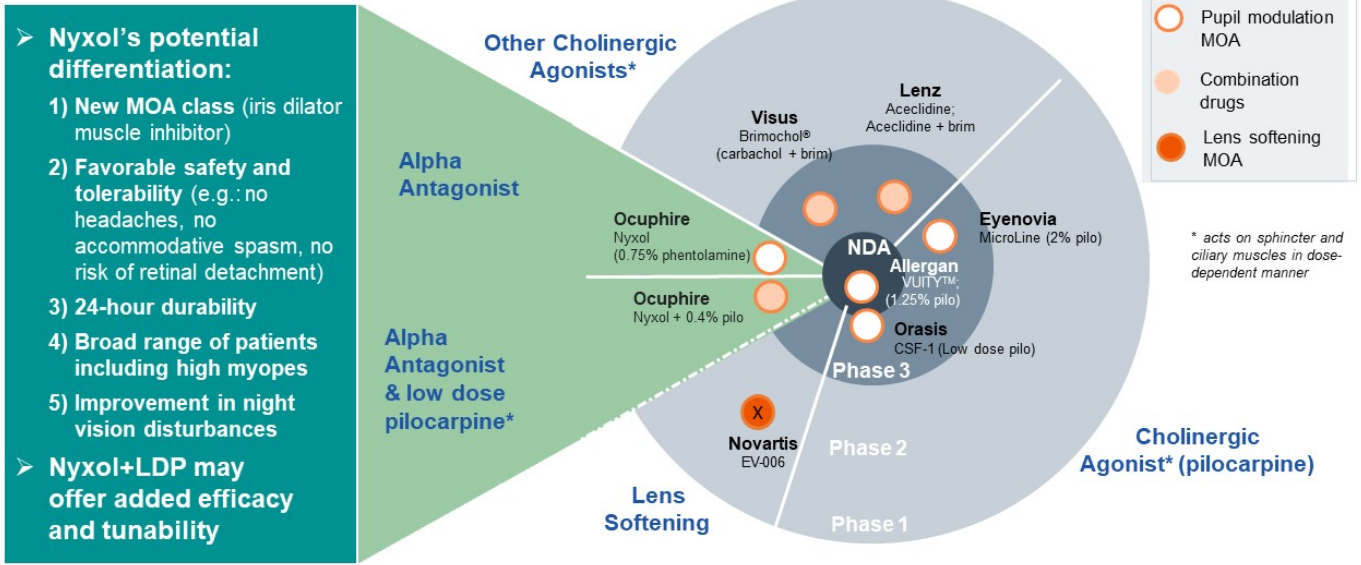 ➢ Nyxol's potential
differentiation:
1) New MOA class (iris dilator
muscle inhibitor)
2) Favorable safety and
tolerability (e.g.: no
headaches, no
accommodative spasm, no
risk of retinal detachment)
3) 24-hour durability
4) Broad range of patients
including high myopes
5) Improvement in night
vision disturbances
➢ Nyxol+LDP may
offer added efficacy
and tunability
Alpha
Antagonist
Alpha
Antagonist
& low dose
pilocarpine*
Ocuphire
Nyxol
(0.75% phentolamine)
Ocuphire
Nyxol + 0.4% pilo
Other Cholinergic
Agonists*
Visus
Brimochol®
(carbachol + brim)
Lenz
Aceclidine;
Aceclidine + brim
Eyenovia
MicroLine (2% pilo)
NDA
Allergan
VUITY™;
(1.25% pilo)
Orasis
CSF-1 (Low dose pilo)
Phase 3
X
Novartis
EV-006
Phase 2
Phase 1
Lens
Softening
Cholinergic
Agonist* (pilocarpine)
Pupil modulation
MOA
Combination
drugs
Lens softening
MOA
* acts on sphincter and
ciliary muscles in dose-
dependent manner